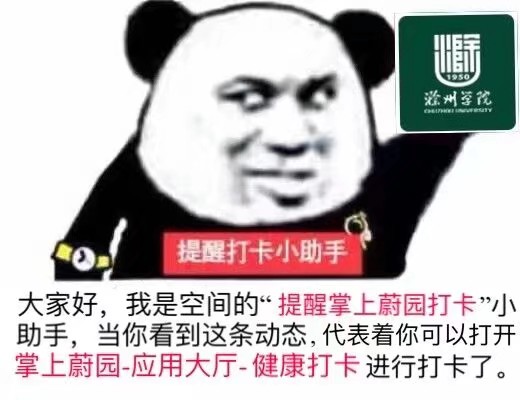 1950
滁州学院
CHUZHOU UNIVERSITY
提醒打卡小助手
大家好，我是空间的“提醒掌上蔚园打卡”小
助手，当你看到这条动态，代表着你可以打开
掌上蔚园-应用大厅-健康打卡 进行打卡了。